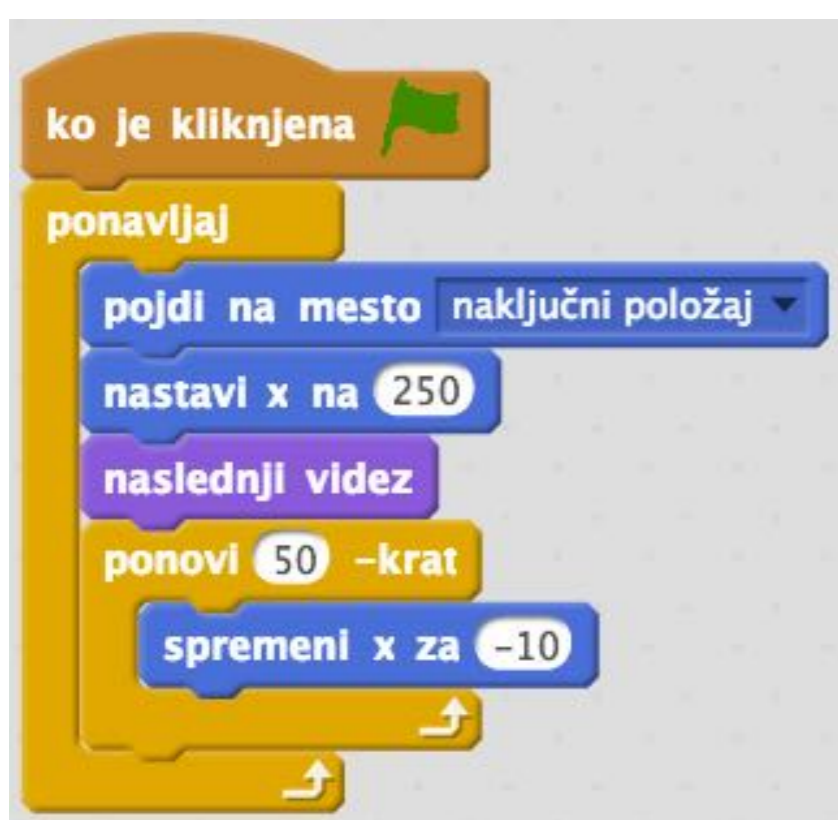 ko je kliknjena
ponavljaj
pojdi na mesto naključni položaj
nastavi x na 250
naslednji videz
ponovi 50 -krat
spremeni x za -10